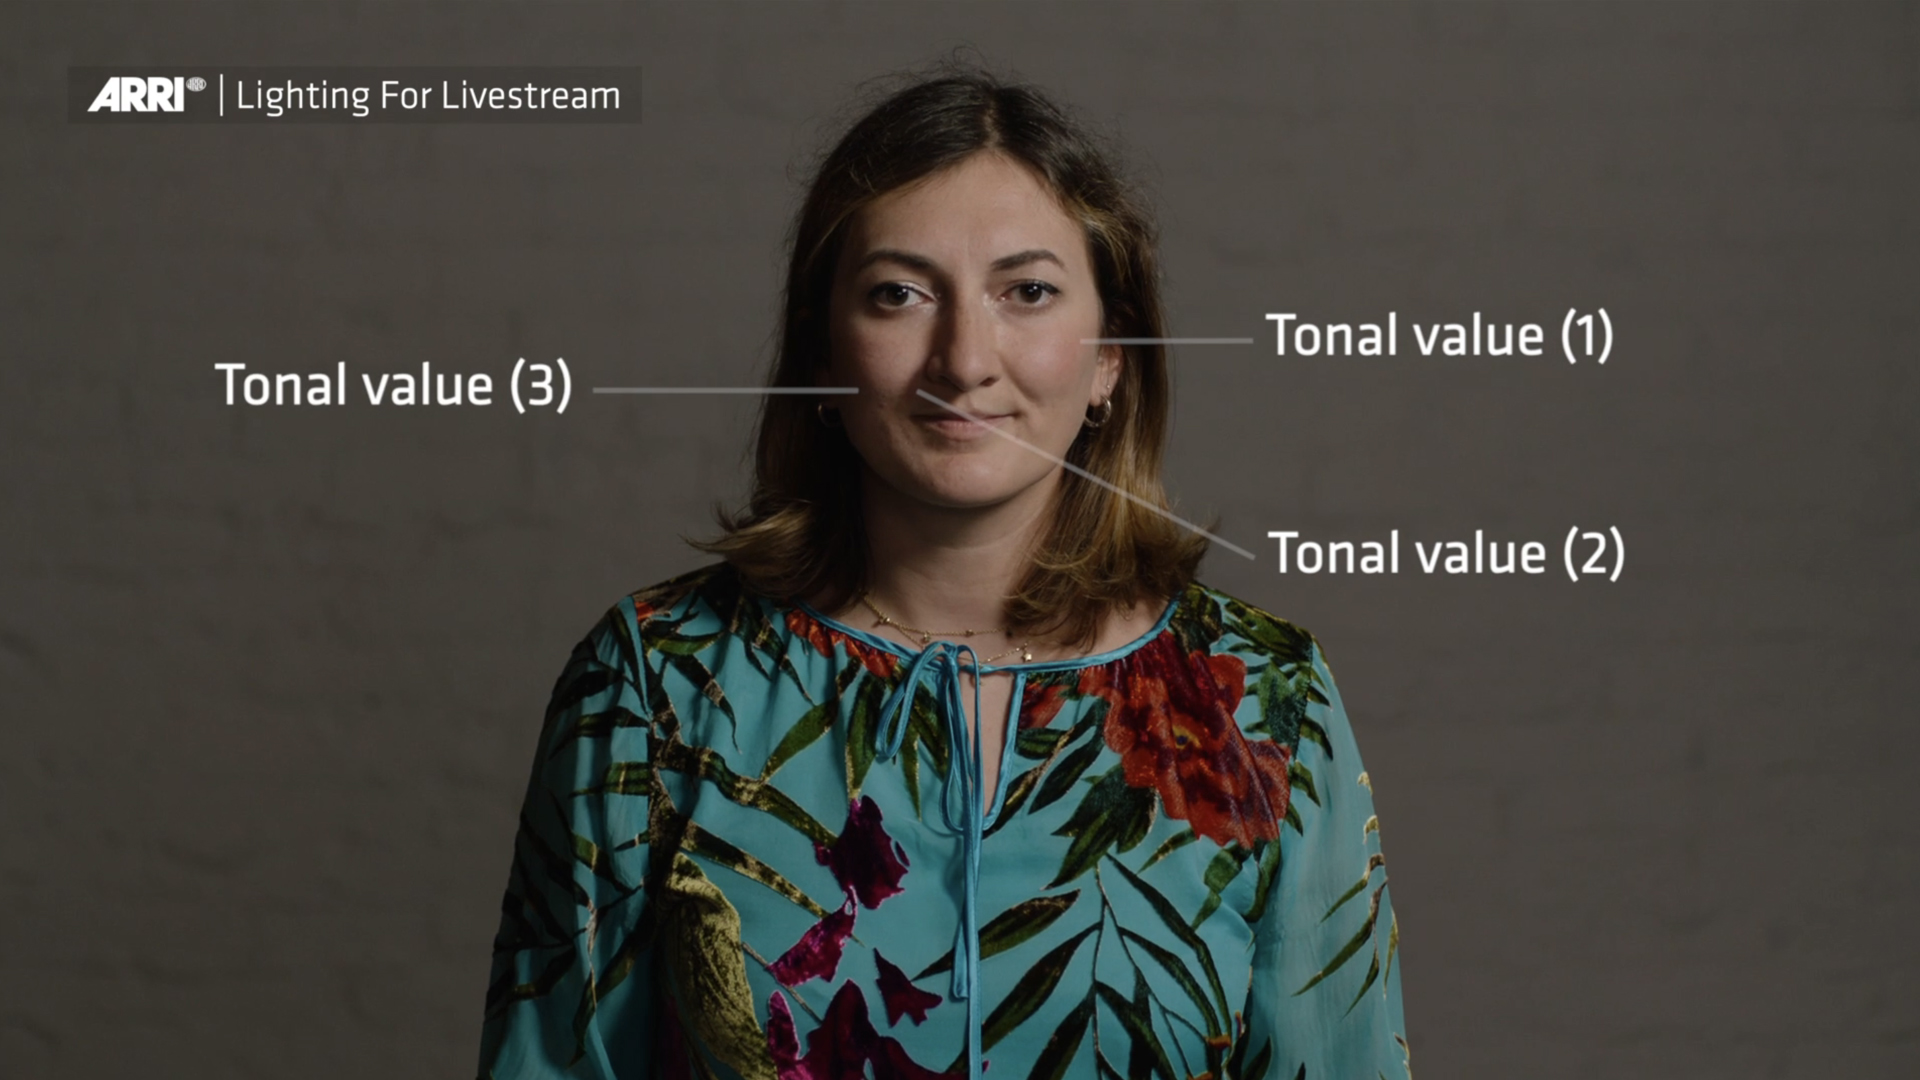 ARRI | Lighting For Livestream
Tonal value (1)
Tonal value (3)
Tonal value (2)